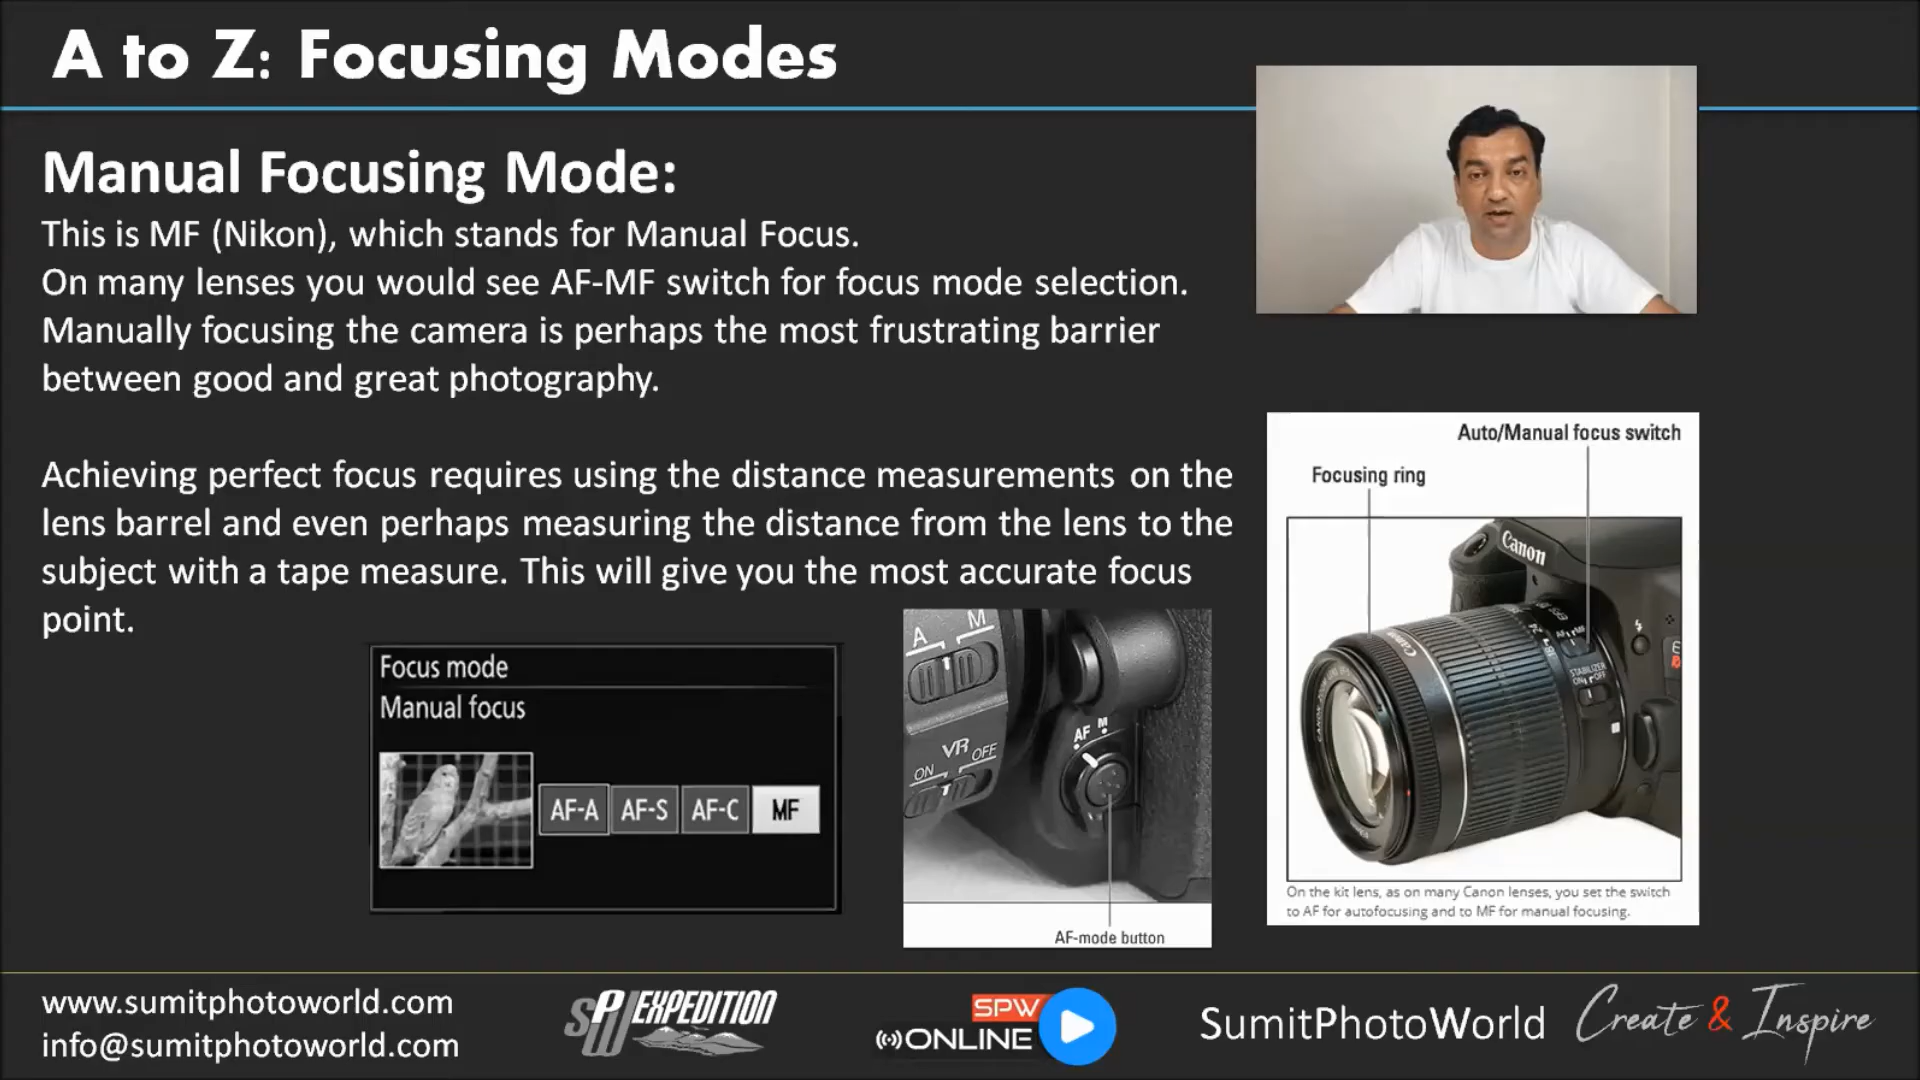 A to Z: Focusing Modes
Manual Focusing Mode:
This is MF (Nikon), which stands for Manual Focus.
On many lenses you would see AF-MF switch for focus mode selection.
Manually focusing the camera is perhaps the most frustrating barrier
between good and great photography.
Achieving perfect focus requires using the distance measurements on the
lens barrel and even perhaps measuring the distance from the lens to the
subject with a tape measure. This will give you the most accurate focus
point.
Focus mode
Manual focus
AF-A AF-S AF-C MF
A M
VR
ON OFF
AF M
AF-mode button
Auto/Manual focus switch
Focusing ring
Canon
Canon
AF MF
STABILIZER
ON OFF
On the kit lens, as on many Canon lenses, you set the switch
to AF for autofocusing and to MF for manual focusing.
www.sumitphotoworld.com
info@sumitphotoworld.com
SPW EXPEDITION
SPW
ONLINE
SumitPhotoWorld
Create & Inspire